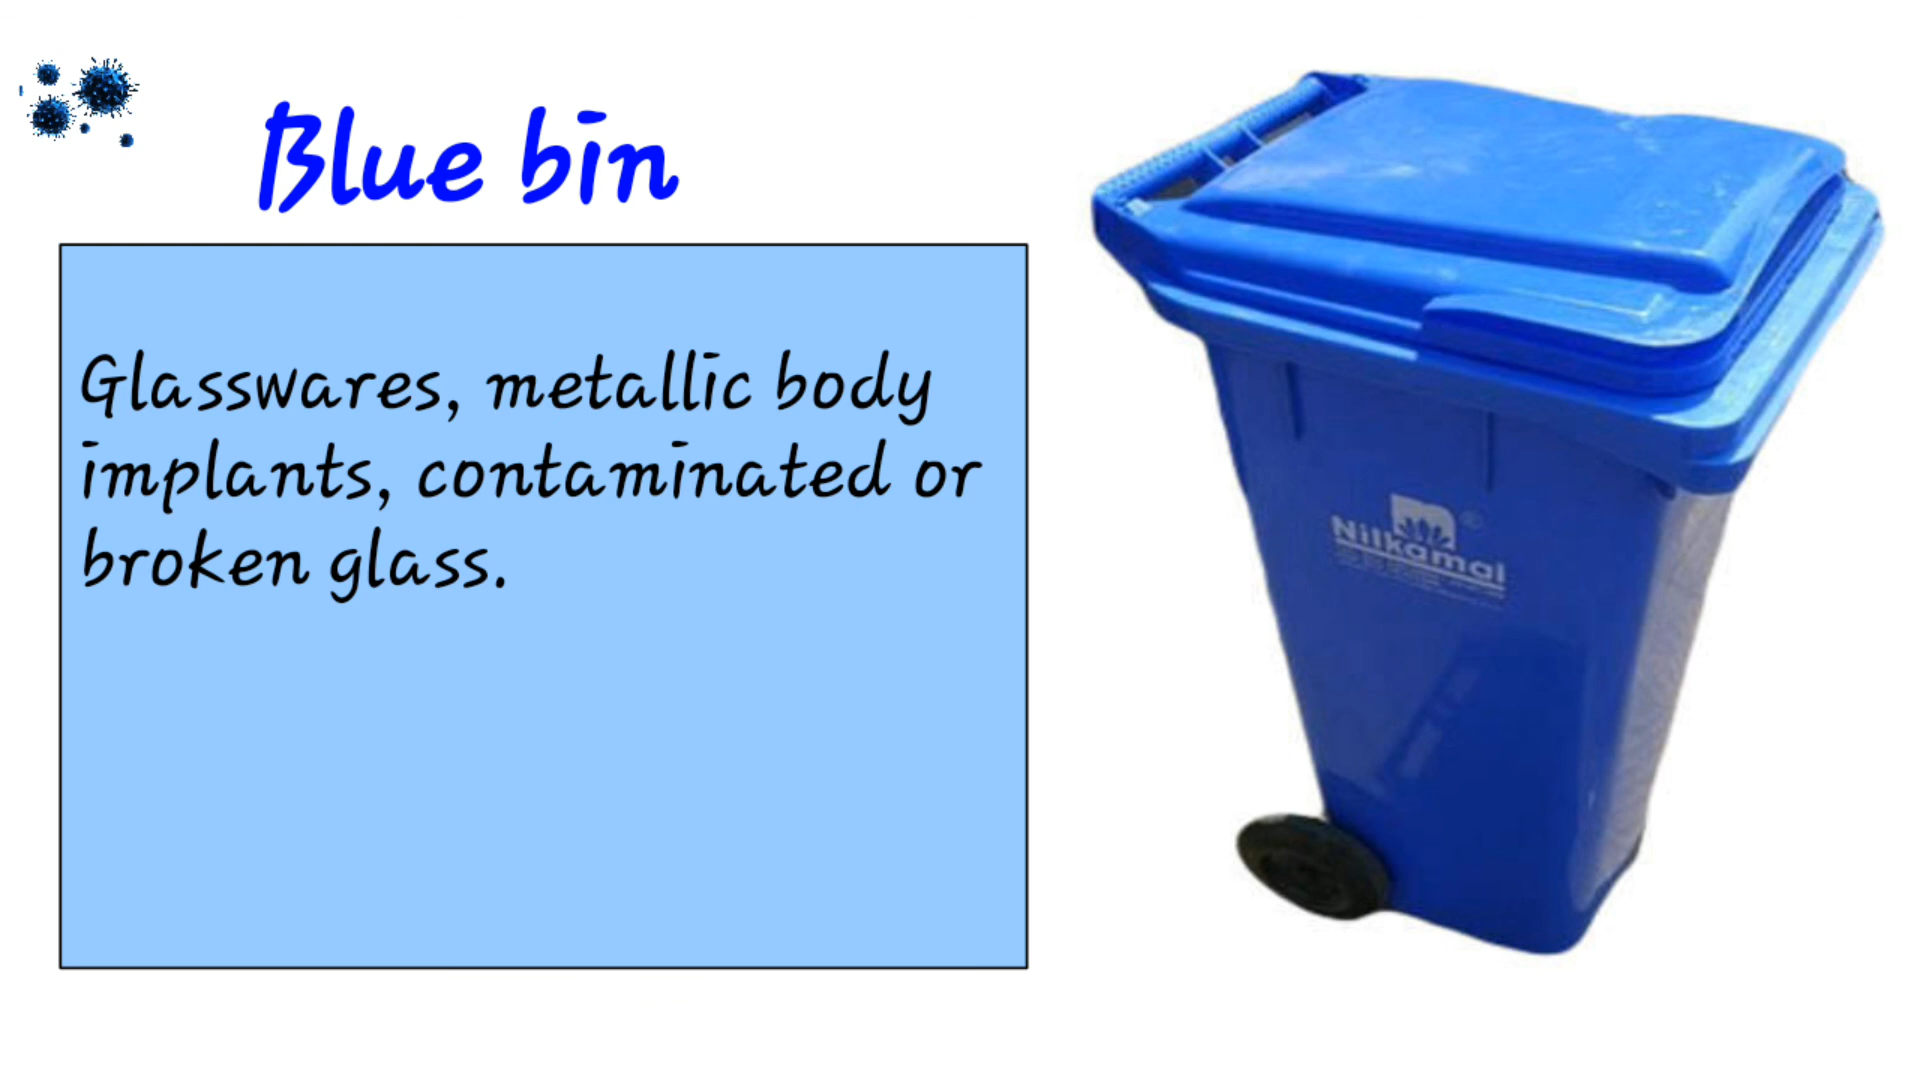 Blue bin
Glasswares, metallic body
implants, contaminated or
broken glass.
Nilkamal